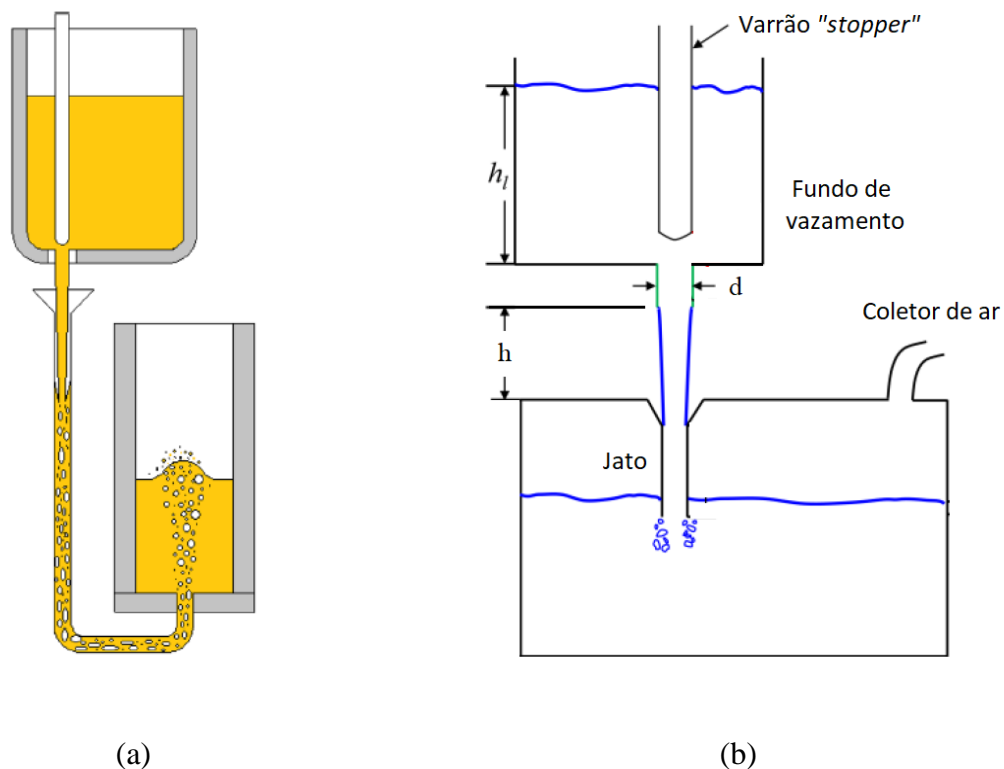 Varrão "stopper"
h_l
Fundo de
vazamento
d
Coletor de ar
h
Jato
(a)
(b)